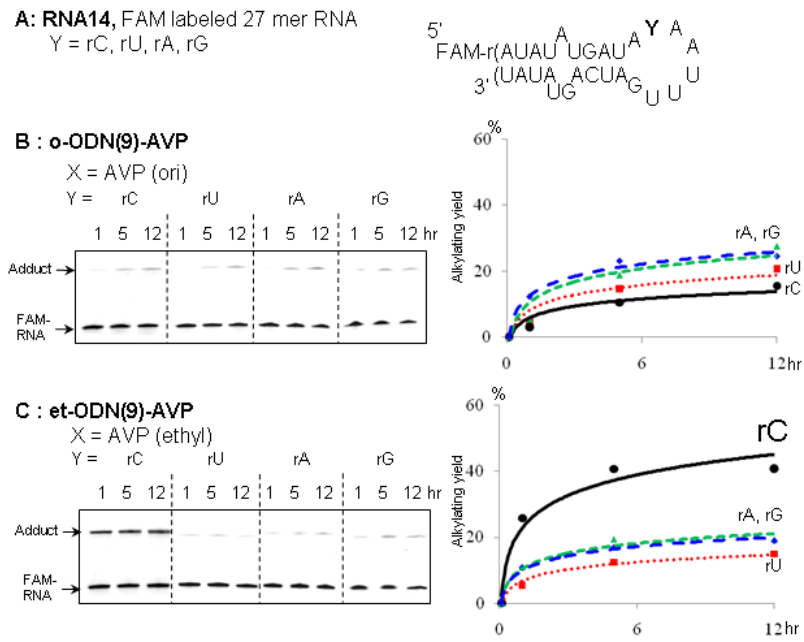 A: RNA14, FAM labeled 27 mer RNA
Y = rC, rU, rA, rG
5'
FAM-r(AUAU A UGAU A Y A A U
3' (UAUA UG ACUA G U U U
B : o-ODN(9)-AVP
X = AVP (ori)
Y = rC rU rA rG
1 5 12 1 5 12 1 5 12 1 5 12 hr
Adduct
FAM-
RNA
%
60
40
20
0
Alkylating yield
rA, rG
rU
rC
6
12 hr
C : et-ODN(9)-AVP
X = AVP (ethyl)
Y = rC rU rA rG
1 5 12 1 5 12 1 5 12 1 5 12 hr
Adduct
FAM-
RNA
%
60
40
20
0
Alkylating yield
rC
rA, rG
rU
6
12 hr